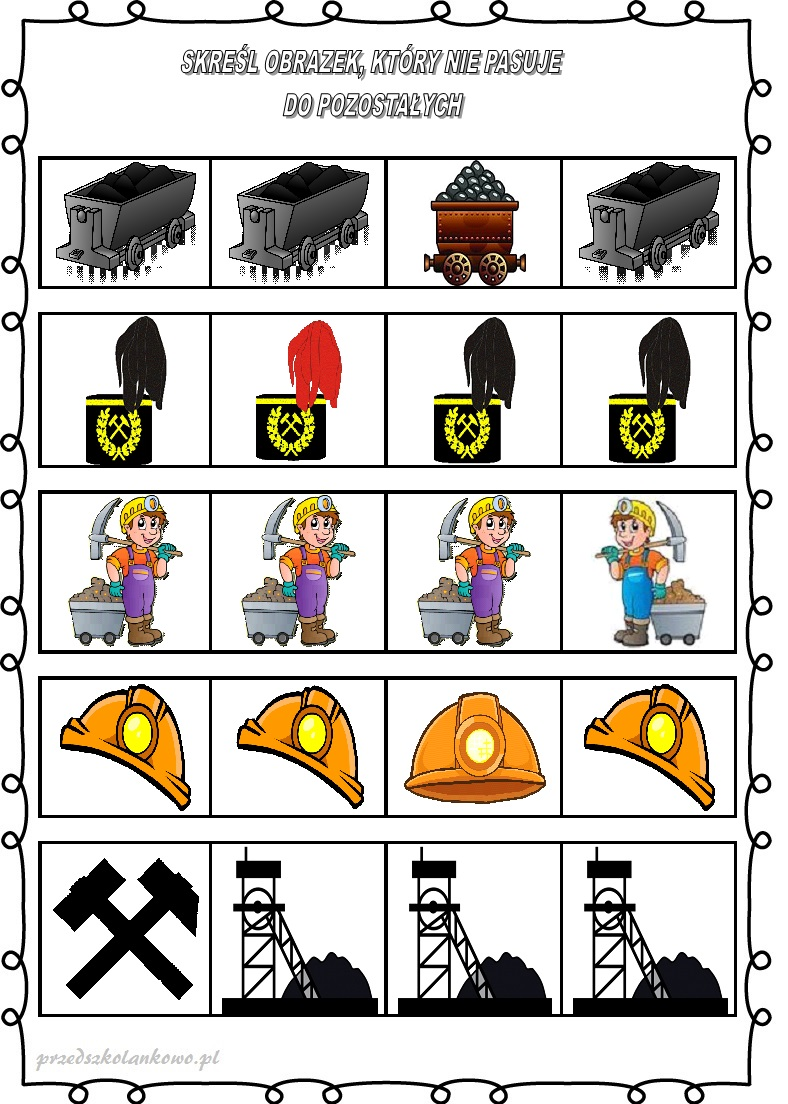 SKREŚL OBRAZEK, KTÓRY NIE PASUJE
DO POZOSTAŁYCH
przedszkolankowo.pl